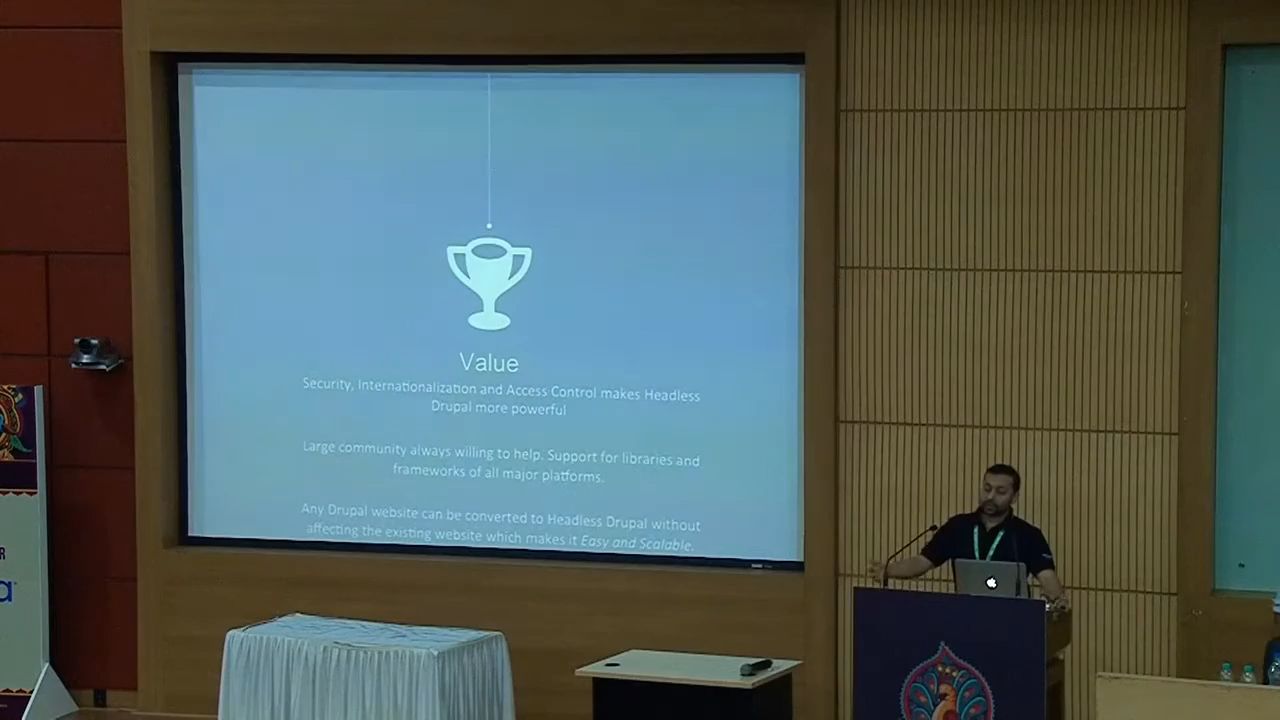 Value
Security, Internationalization and Access Control makes Headless
Drupal more powerful
Large community always willing to help. Support for libraries and
frameworks of all major platforms.
Any Drupal website can be converted to Headless Drupal without
affecting the existing website which makes it Easy and Scalable.
R
a